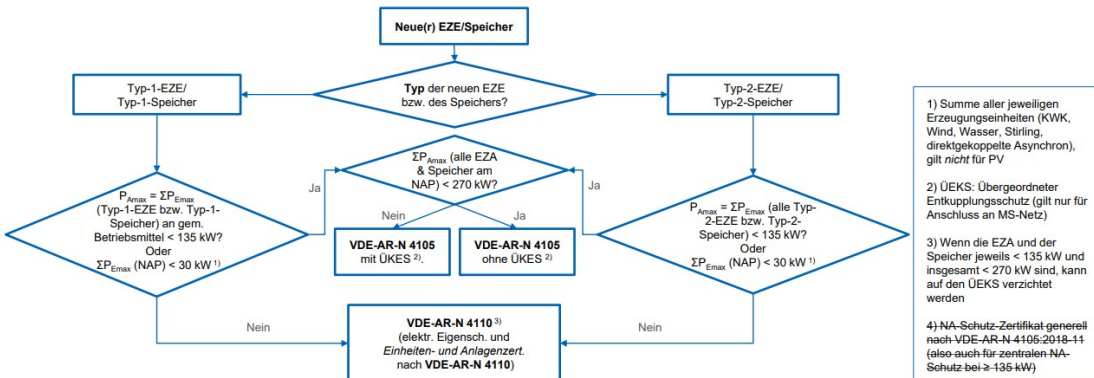 Neue(r) EZE/Speicher
Typ-1-EZE/
Typ-1-Speicher
Typ der neuen EZE
bzw. des Speichers?
Typ-2-EZE/
Typ-2-Speicher
ΣP_Amax (alle EZA
& Speicher am
NAP) < 270 kW?
Ja
Ja
P_Amax = ΣP_Emax
(Typ-1-EZE bzw. Typ-1-
Speicher) an gem.
Betriebsmittel < 135 kW?
Oder
ΣP_Emax (NAP) < 30 kW ¹⁾
P_Amax = ΣP_Emax (alle Typ-
2-EZE bzw. Typ-2-
Speicher) < 135 kW?
Oder
ΣP_Emax (NAP) < 30 kW ¹⁾
Nein
Ja
VDE-AR-N 4105
mit ÜKES ²⁾.
VDE-AR-N 4105
ohne ÜKES ²⁾
Nein
Nein
VDE-AR-N 4110 ³⁾
(elektr. Eigensch. und
Einheiten- und Anlagenzert.
nach VDE-AR-N 4110)
1) Summe aller jeweiligen
Erzeugungseinheiten (KWK,
Wind, Wasser, Stirling,
direktgekoppelte Asynchron),
gilt nicht für PV
2) ÜEKS: Übergeordneter
Entkupplungsschutz (gilt nur für
Anschluss an MS-Netz)
3) Wenn die EZA und der
Speicher jeweils < 135 kW und
insgesamt < 270 kW sind, kann
auf den ÜEKS verzichtet
werden
4) NA-Schutz-Zertifikat generell
nach VDE-AR-N 4105:2018-11
(also auch für zentralen NA-
Schutz bei ≥ 135 kW)